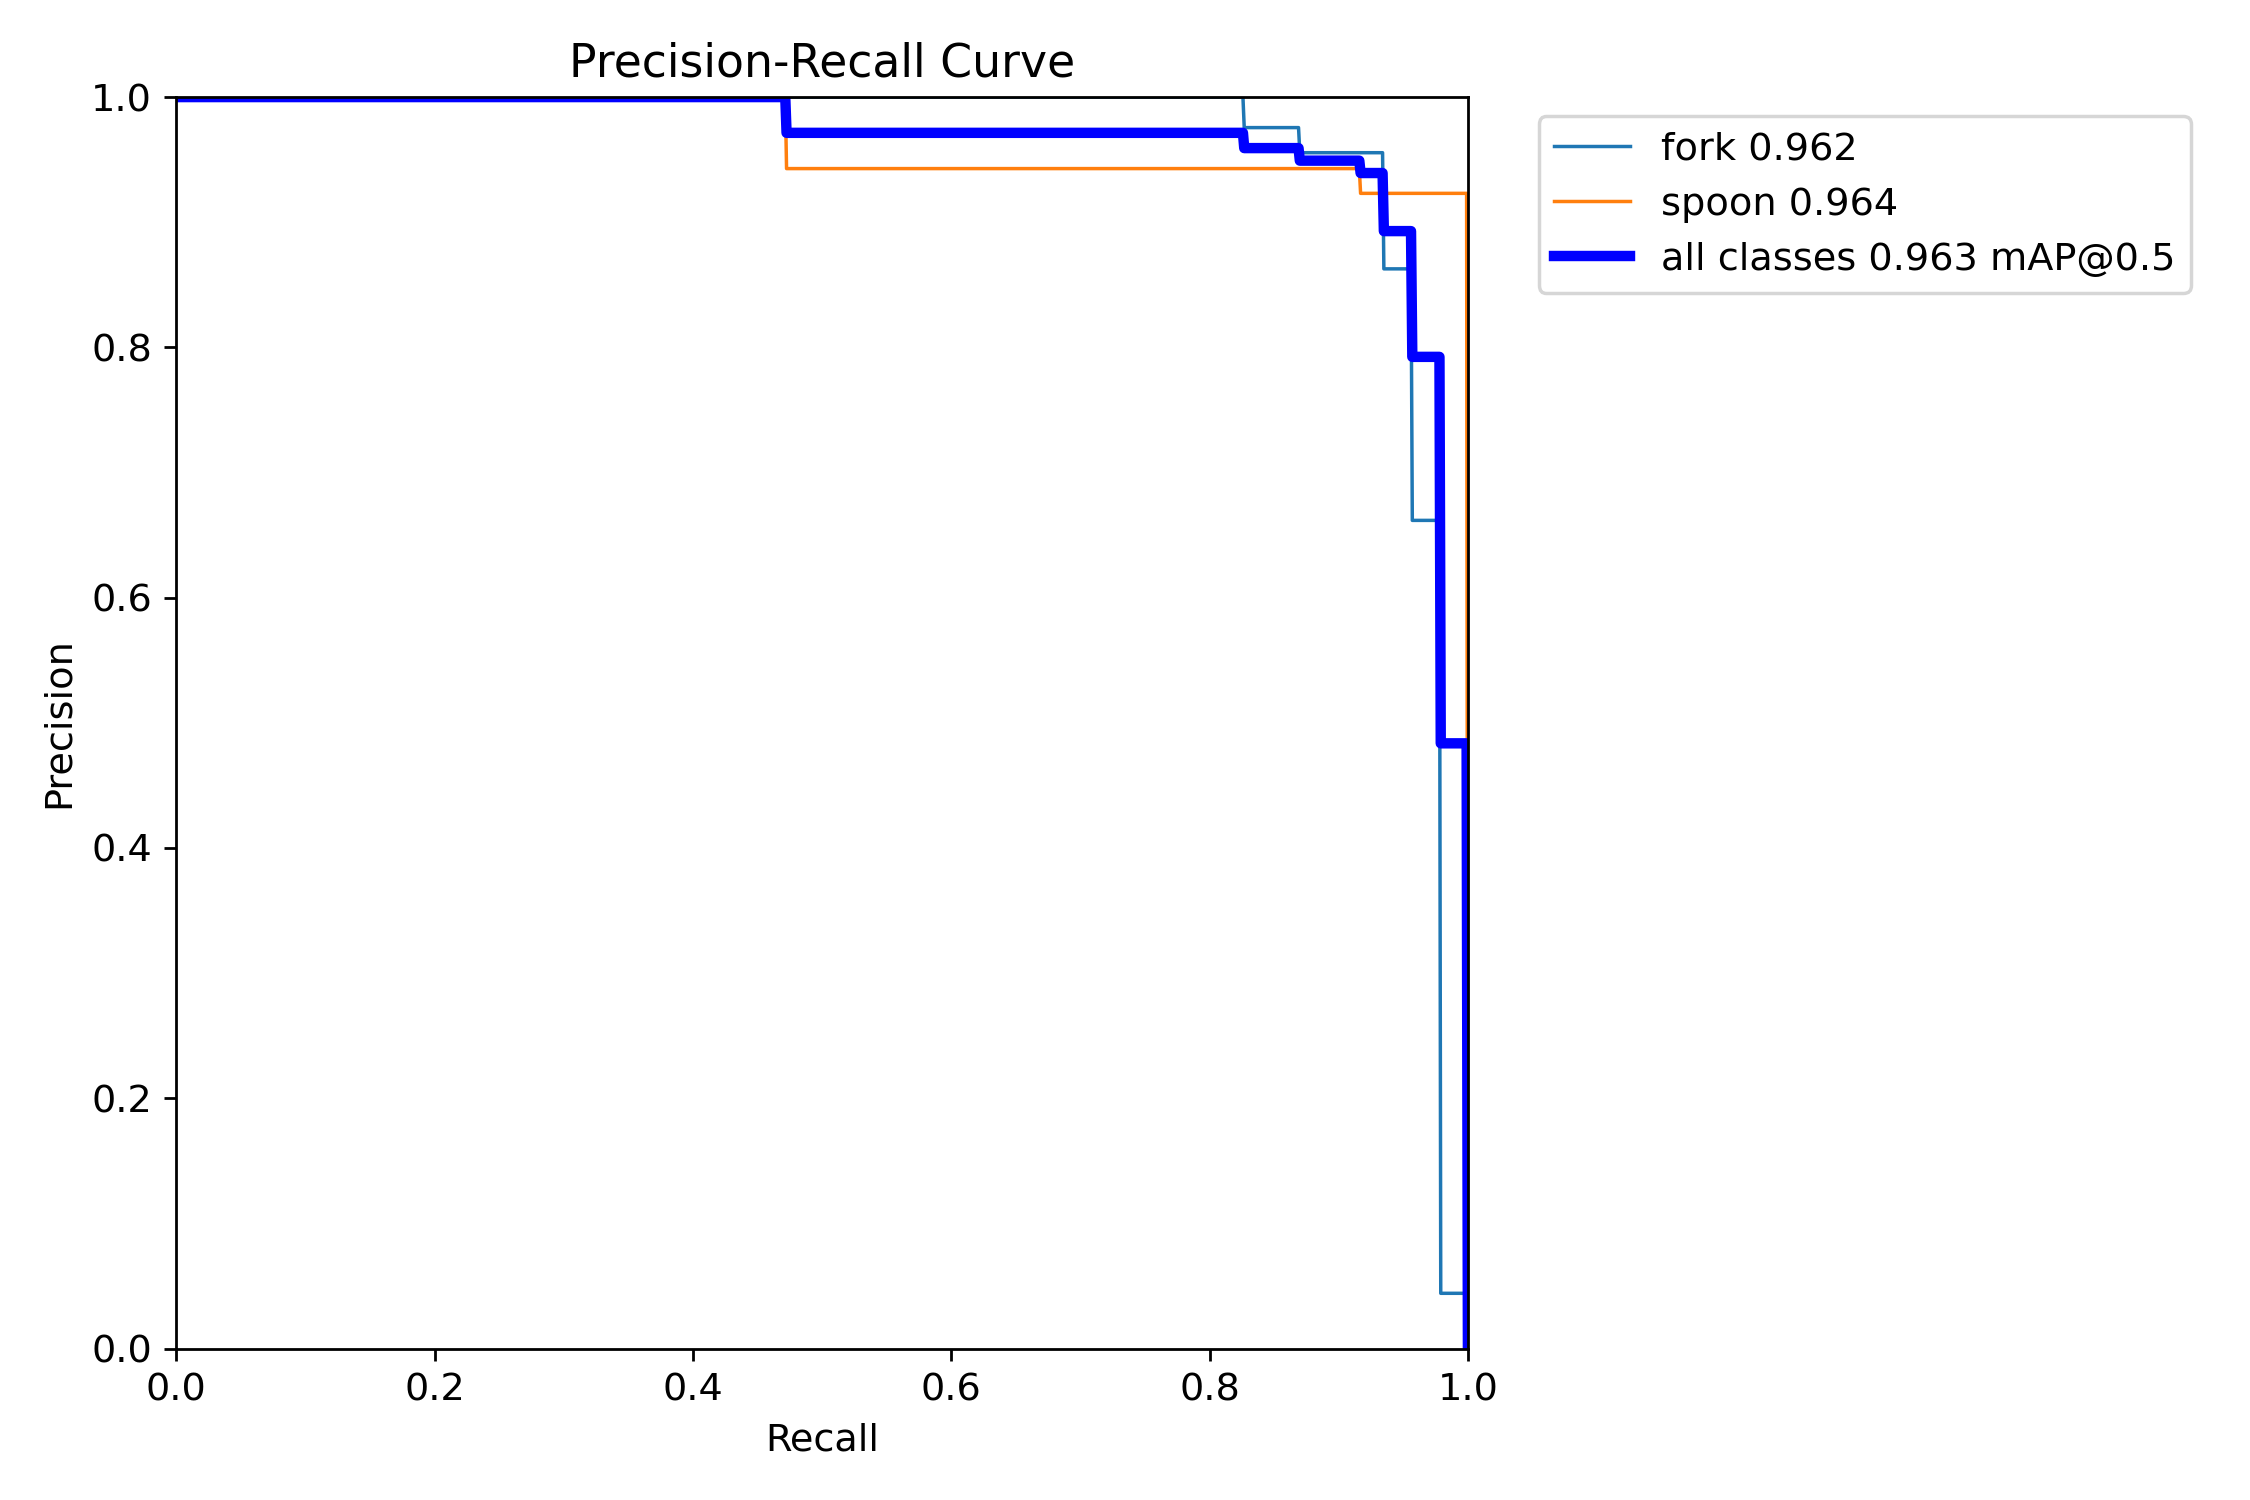 Precision-Recall Curve
fork 0.962
spoon 0.964
all classes 0.963 mAP@0.5
Precision
1.0
0.8
0.6
0.4
0.2
0.0
0.0 0.2 0.4 0.6 0.8 1.0
Recall